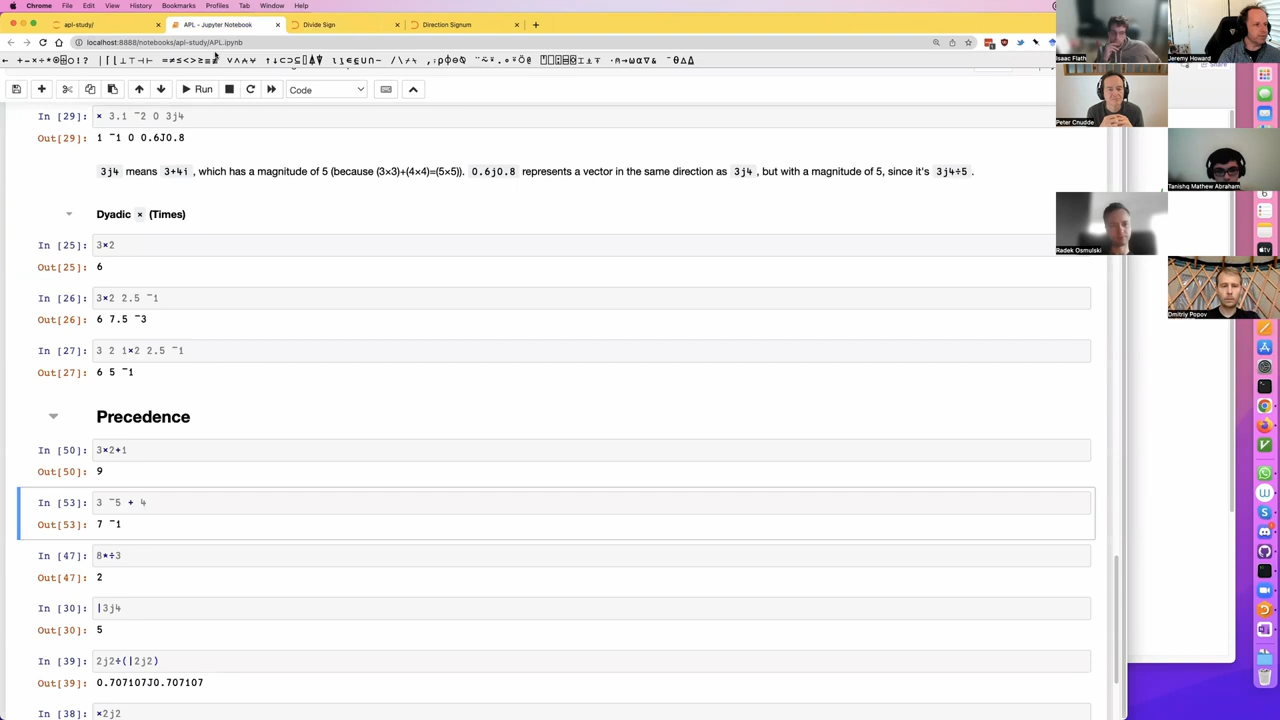 Chrome File Edit View History Bookmarks Profiles Tab Window Help
apl-study/ APL - Jupyter Notebook Divide Sign Direction Signum
localhost:8888/notebooks/apl-study/APL.ipynb
Run Code
In [29]: × 3.1 ¯2 0 3j4
Out[29]: 1 ¯1 0 0.6J0.8
3j4 means 3+4i , which has a magnitude of 5 (because (3×3)+(4×4)=(5×5)). 0.6j0.8 represents a vector in the same direction as 3j4 , but with a magnitude of 5, since it's 3j4÷5 .
Dyadic × (Times)
In [25]: 3×2
Out[25]: 6
In [26]: 3×2 2.5 ¯1
Out[26]: 6 7.5 ¯3
In [27]: 3 2 1×2 2.5 ¯1
Out[27]: 6 5 ¯1
Precedence
In [50]: 3×2+1
Out[50]: 9
In [53]: 3 ¯5 + 4
Out[53]: 7 ¯1
In [47]: 8*÷3
Out[47]: 2
In [30]: |3j4
Out[30]: 5
In [39]: 2j2÷(|2j2)
Out[39]: 0.707107J0.707107
In [38]: ×2j2
Isaac Flath
Jeremy Howard
Peter Cnudde
Tanishq Mathew Abraham
Radek Osmulski
Dmitriy Popov